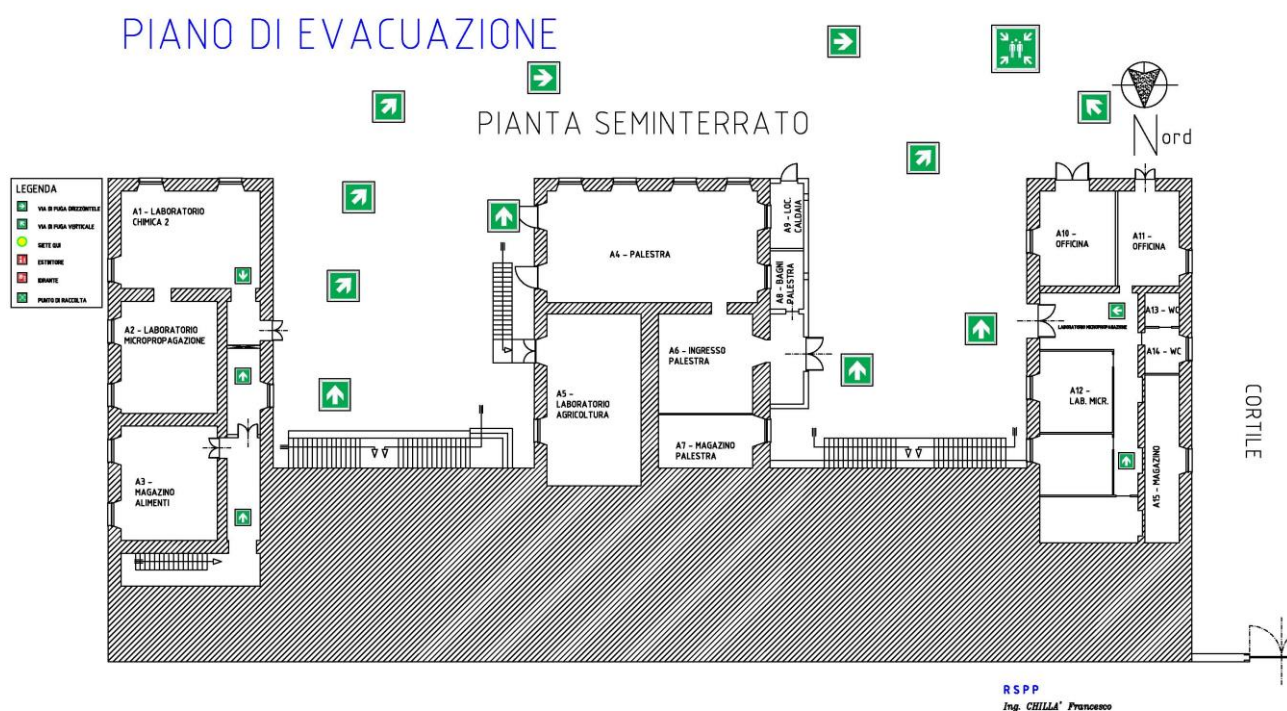 PIANO DI EVACUAZIONE
PIANTA SEMINTERRATO
Nord
LEGENDA
VIA DI FUGA ORIZZONTELE
VIA DI FUGA VERTICALE
SIETE QUI
ESTINTORE
IDRANTE
PUNTO DI RACCOLTA
A1 - LABORATORIO
CHIMICA 2
A2 - LABORATORIO
MICROPROPAGAZIONE
A3 -
MAGAZINO
ALIMENTI
A4 - PALESTRA
A5 -
LABORATORIO
AGRICOLTURA
A6 - INGRESSO
PALESTRA
A7 - MAGAZINO
PALESTRA
A8 - BAGNI
PALESTRA
A9 - LOC.
CALDAIA
A10 -
OFFICINA
A11 -
OFFICINA
LABORATORIO MICROPROPAGAZIONE
A13 - WC
A14 - WC
A12 -
LAB. MICR.
A15 - MAGAZINO
CORTILE
RSPP
Ing. CHILLA' Francesco